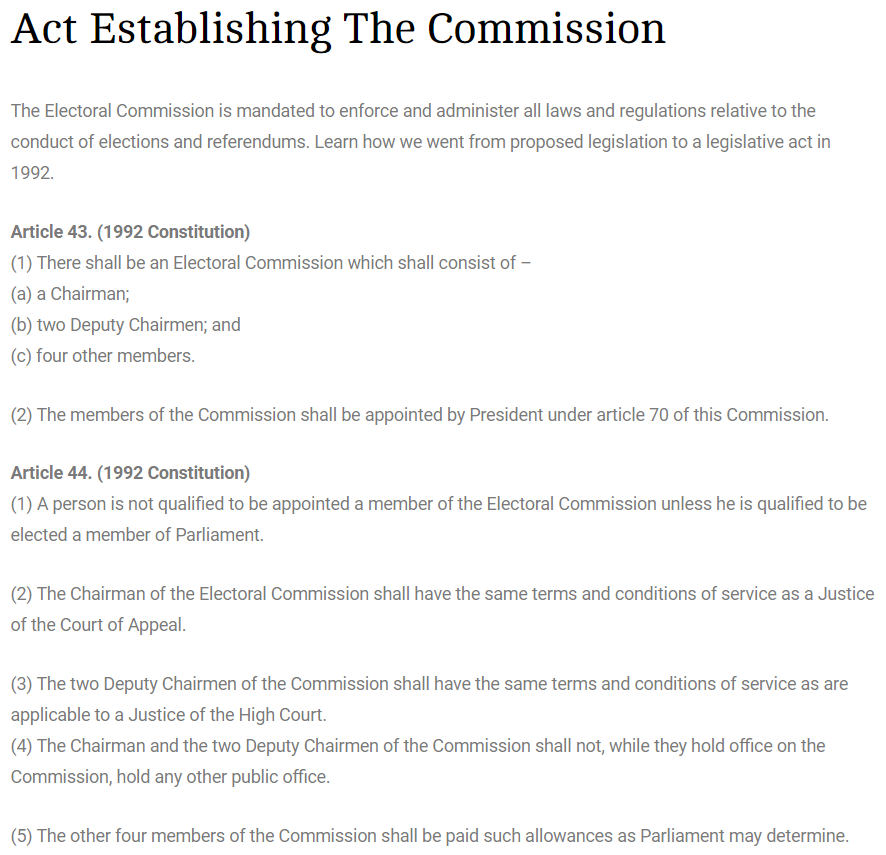 Act Establishing The Commission
The Electoral Commission is mandated to enforce and administer all laws and regulations relative to the
conduct of elections and referendums. Learn how we went from proposed legislation to a legislative act in
1992.
Article 43. (1992 Constitution)
(1) There shall be an Electoral Commission which shall consist of –
(a) a Chairman;
(b) two Deputy Chairmen; and
(c) four other members.
(2) The members of the Commission shall be appointed by President under article 70 of this Commission.
Article 44. (1992 Constitution)
(1) A person is not qualified to be appointed a member of the Electoral Commission unless he is qualified to be
elected a member of Parliament.
(2) The Chairman of the Electoral Commission shall have the same terms and conditions of service as a Justice
of the Court of Appeal.
(3) The two Deputy Chairmen of the Commission shall have the same terms and conditions of service as are
applicable to a Justice of the High Court.
(4) The Chairman and the two Deputy Chairmen of the Commission shall not, while they hold office on the
Commission, hold any other public office.
(5) The other four members of the Commission shall be paid such allowances as Parliament may determine.